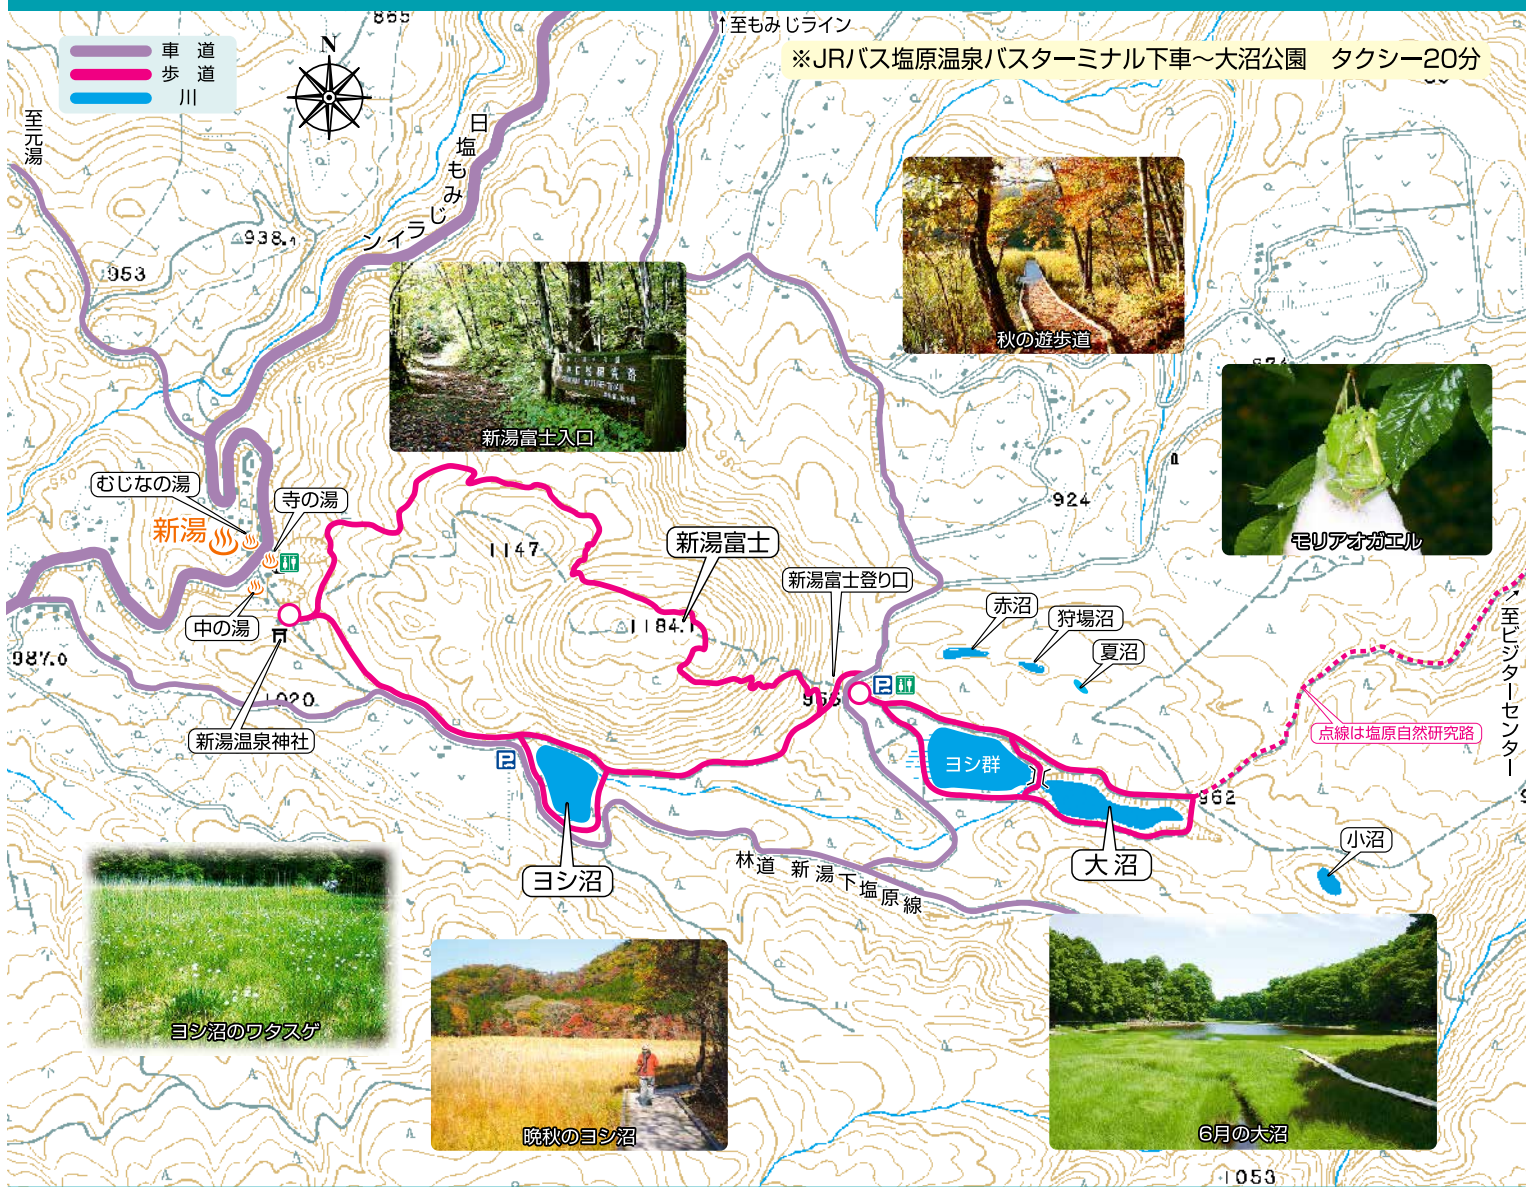 865
↑至もみじライン
車 道
歩 道
川
N
※JRバス塩原温泉バスターミナル下車～大沼公園 タクシー20分
至元湯
日塩もみじライン
938.4
953
新湯富士入口
秋の遊歩道
モリアオガエル
むじなの湯
寺の湯
新湯
中の湯
新湯温泉神社
987.0
1020
1147
新湯富士
1184.1
新湯富士登り口
924
赤沼
狩場沼
夏沼
至ビジターセンター
点線は塩原自然研究路
P
P
ヨシ群
大沼
962
小沼
ヨシ沼
林道 新湯下塩原線
ヨシ沼のワタスゲ
晩秋のヨシ沼
6月の大沼
1053